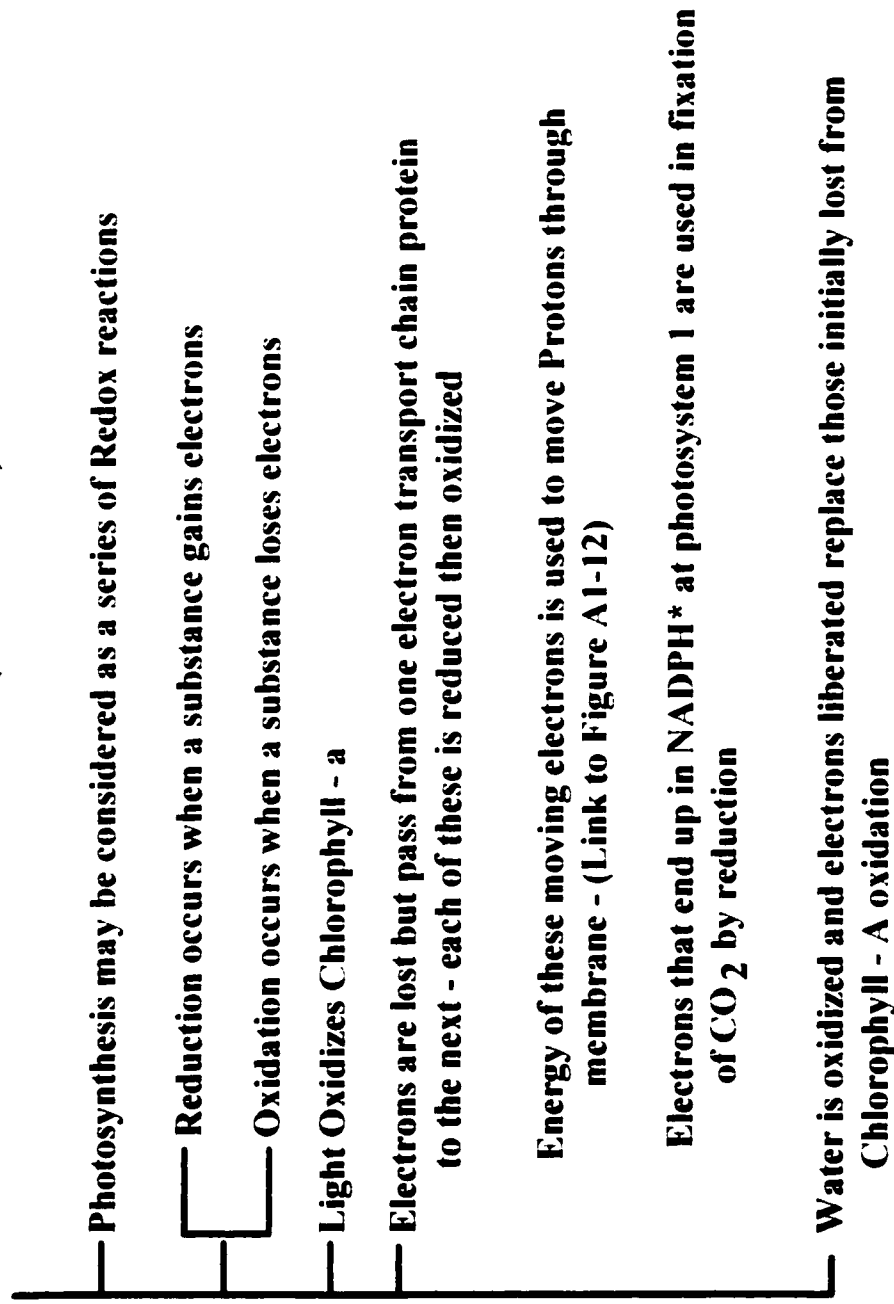 Photosynthesis may be considered as a series of Redox reactions
Reduction occurs when a substance gains electrons
Oxidation occurs when a substance loses electrons
Light Oxidizes Chlorophyll - a
Electrons are lost but pass from one electron transport chain protein
to the next - each of these is reduced then oxidized
Energy of these moving electrons is used to move Protons through
membrane - (Link to Figure A1-12)
Electrons that end up in NADPH* at photosystem 1 are used in fixation
of CO2 by reduction
Water is oxidized and electrons liberated replace those initially lost from
Chlorophyll - A oxidation